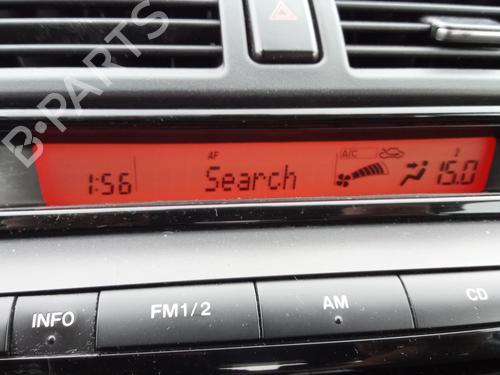 B-PARTS
AF
A/C
1:56
Search
15.0
INFO
FM1/2
AM
CD